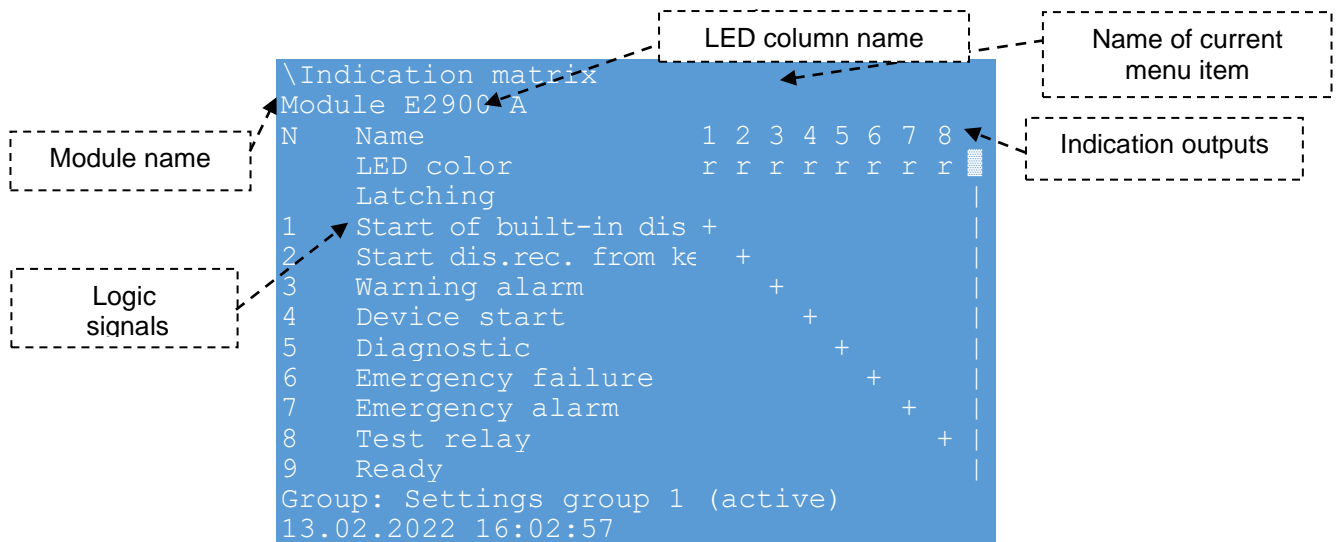 LED column name
Name of current
menu item
\Indication matrix
Module E2900 A
Module name
N Name 1 2 3 4 5 6 7 8
Indication outputs
LED color r r r r r r r r
Latching |
1 Start of built-in dis + |
2 Start dis.rec. from ke + |
Logic
signals
3 Warning alarm + |
4 Device start + |
5 Diagnostic + |
6 Emergency failure + |
7 Emergency alarm + |
8 Test relay + |
9 Ready |
Group: Settings group 1 (active)
13.02.2022 16:02:57